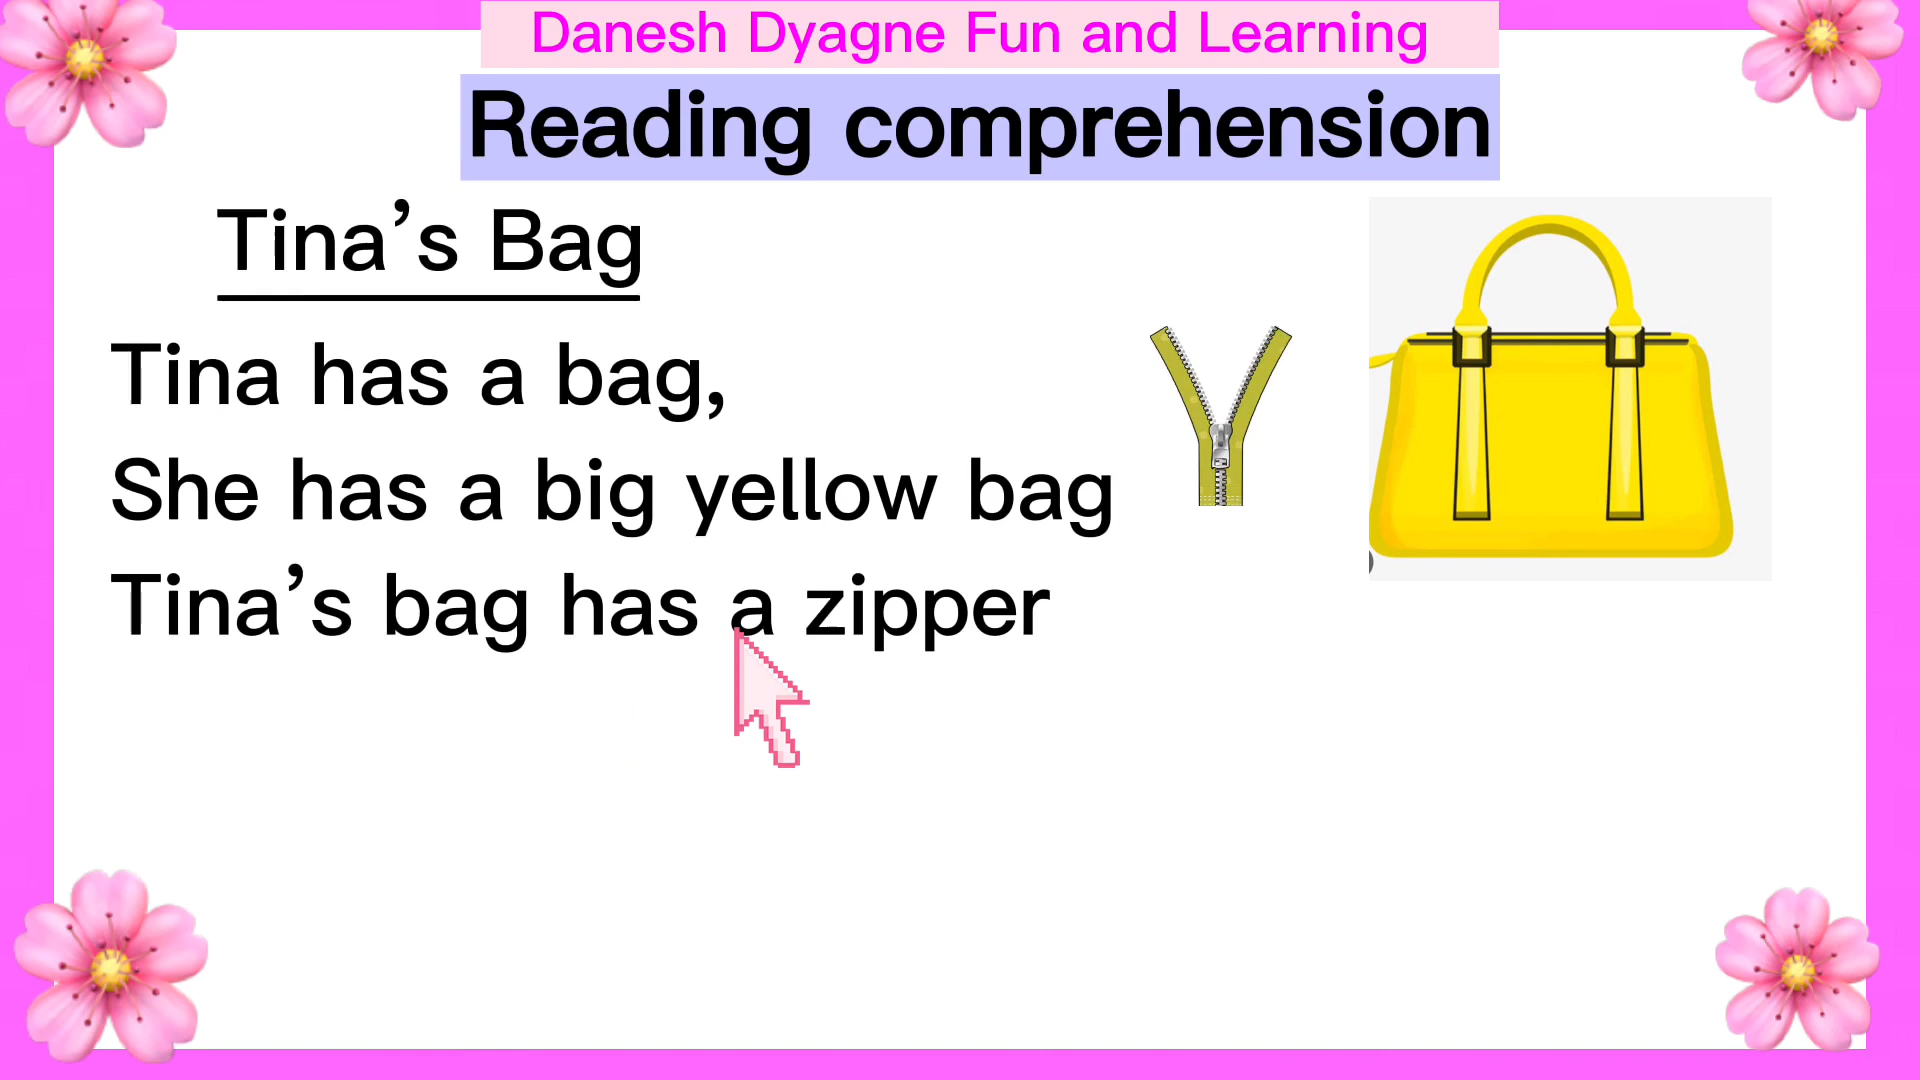 Danesh Dyagne Fun and Learning
Reading comprehension
Tina’s Bag
Tina has a bag,
She has a big yellow bag
Tina’s bag has a zipper